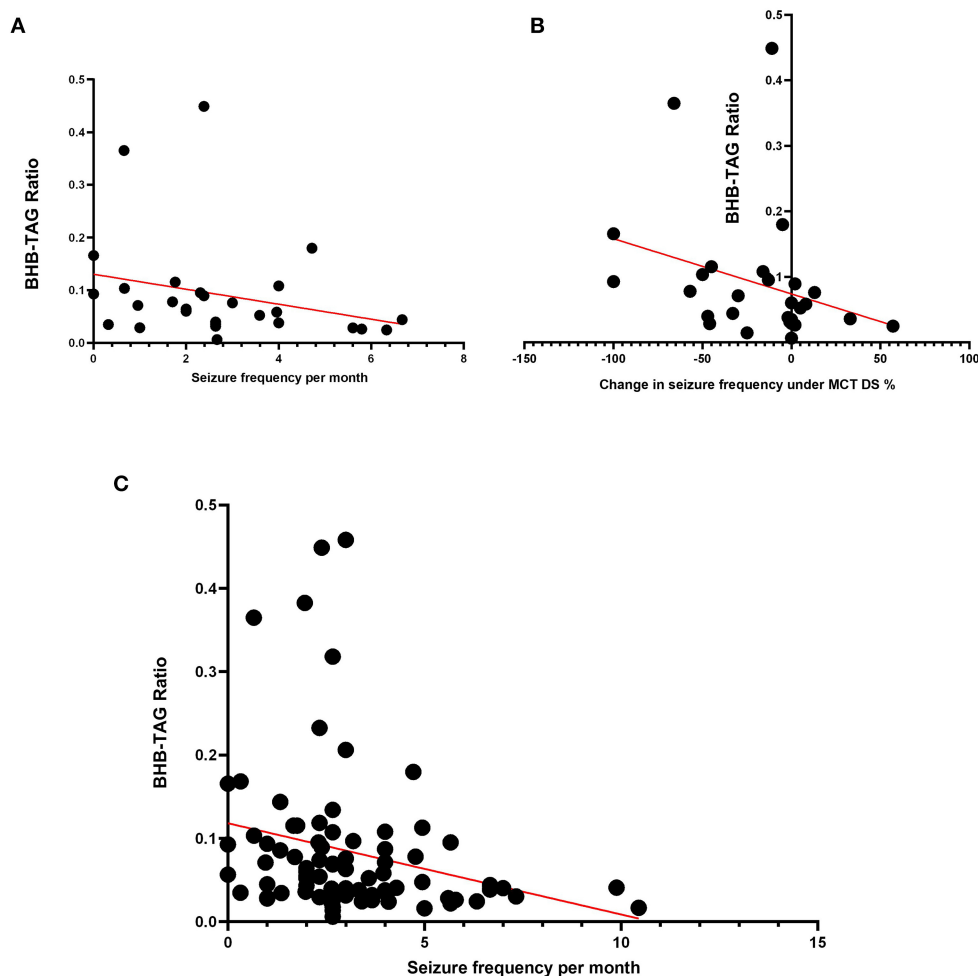 A
BHB-TAG Ratio
0.5
0.4
0.3
0.2
0.1
0.0
0 2 4 6 8
Seizure frequency per month
B
BHB-TAG Ratio
0.5
0.4
0.3
0.2
1
-150 -100 -50 0 50 100
Change in seizure frequency under MCT DS %
C
BHB-TAG Ratio
0.5
0.4
0.3
0.2
0.1
0.0
0 5 10 15
Seizure frequency per month